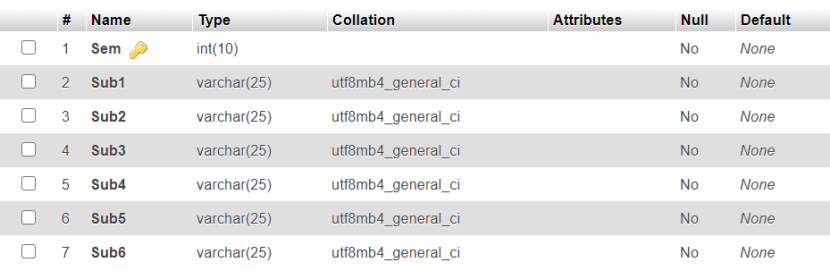 # Name Type Collation Attributes Null Default
1 Sem int(10) No None
2 Sub1 varchar(25) utf8mb4_general_ci No None
3 Sub2 varchar(25) utf8mb4_general_ci No None
4 Sub3 varchar(25) utf8mb4_general_ci No None
5 Sub4 varchar(25) utf8mb4_general_ci No None
6 Sub5 varchar(25) utf8mb4_general_ci No None
7 Sub6 varchar(25) utf8mb4_general_ci No None